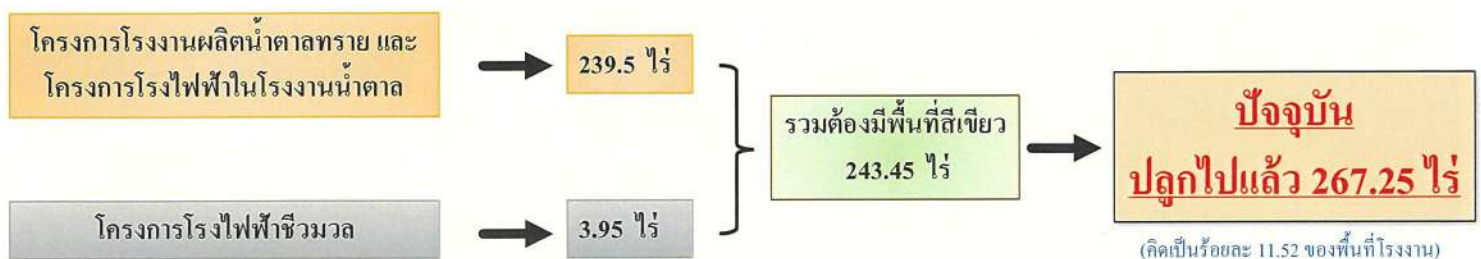 โครงการโรงงานผลิตน้ำตาลทราย และ
โครงการโรงไฟฟ้าในโรงงานน้ำตาล
239.5 ไร่
โครงการโรงไฟฟ้าชีวมวล
3.95 ไร่
รวมต้องมีพื้นที่สีเขียว
243.45 ไร่
ปัจจุบัน
ปลูกไปแล้ว 267.25 ไร่
(คิดเป็นร้อยละ 11.52 ของพื้นที่โรงงาน)